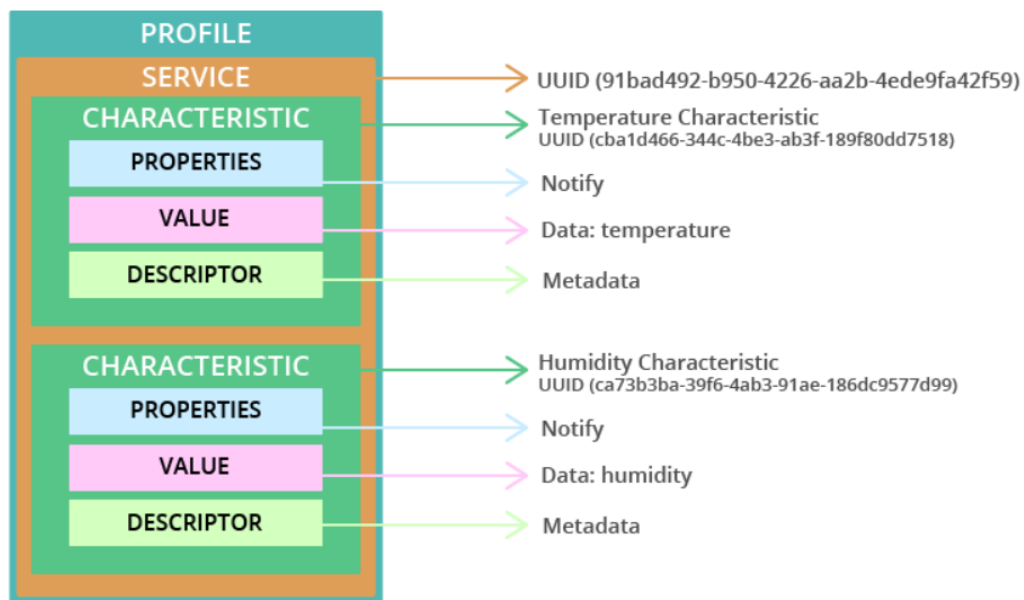 PROFILE
SERVICE
UUID (91bad492-b950-4226-aa2b-4ede9fa42f59)
CHARACTERISTIC
Temperature Characteristic
UUID (cba1d466-344c-4be3-ab3f-189f80dd7518)
PROPERTIES
Notify
VALUE
Data: temperature
DESCRIPTOR
Metadata
CHARACTERISTIC
Humidity Characteristic
UUID (ca73b3ba-39f6-4ab3-91ae-186dc9577d99)
PROPERTIES
Notify
VALUE
Data: humidity
DESCRIPTOR
Metadata